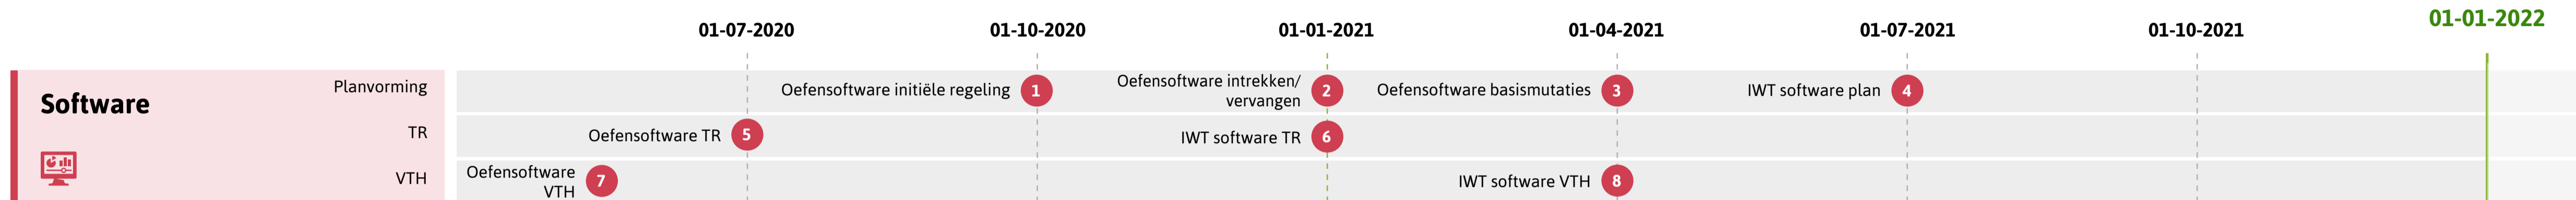 01-07-2020
01-10-2020
01-01-2021
01-04-2021
01-07-2021
01-10-2021
01-01-2022
Software
Planvorming
Oefensoftware initiële regeling
1
Oefensoftware intrekken/
vervangen
2
Oefensoftware basismutaties
3
IWT software plan
4
TR
Oefensoftware TR
5
IWT software TR
6
VTH
Oefensoftware
VTH
7
IWT software VTH
8